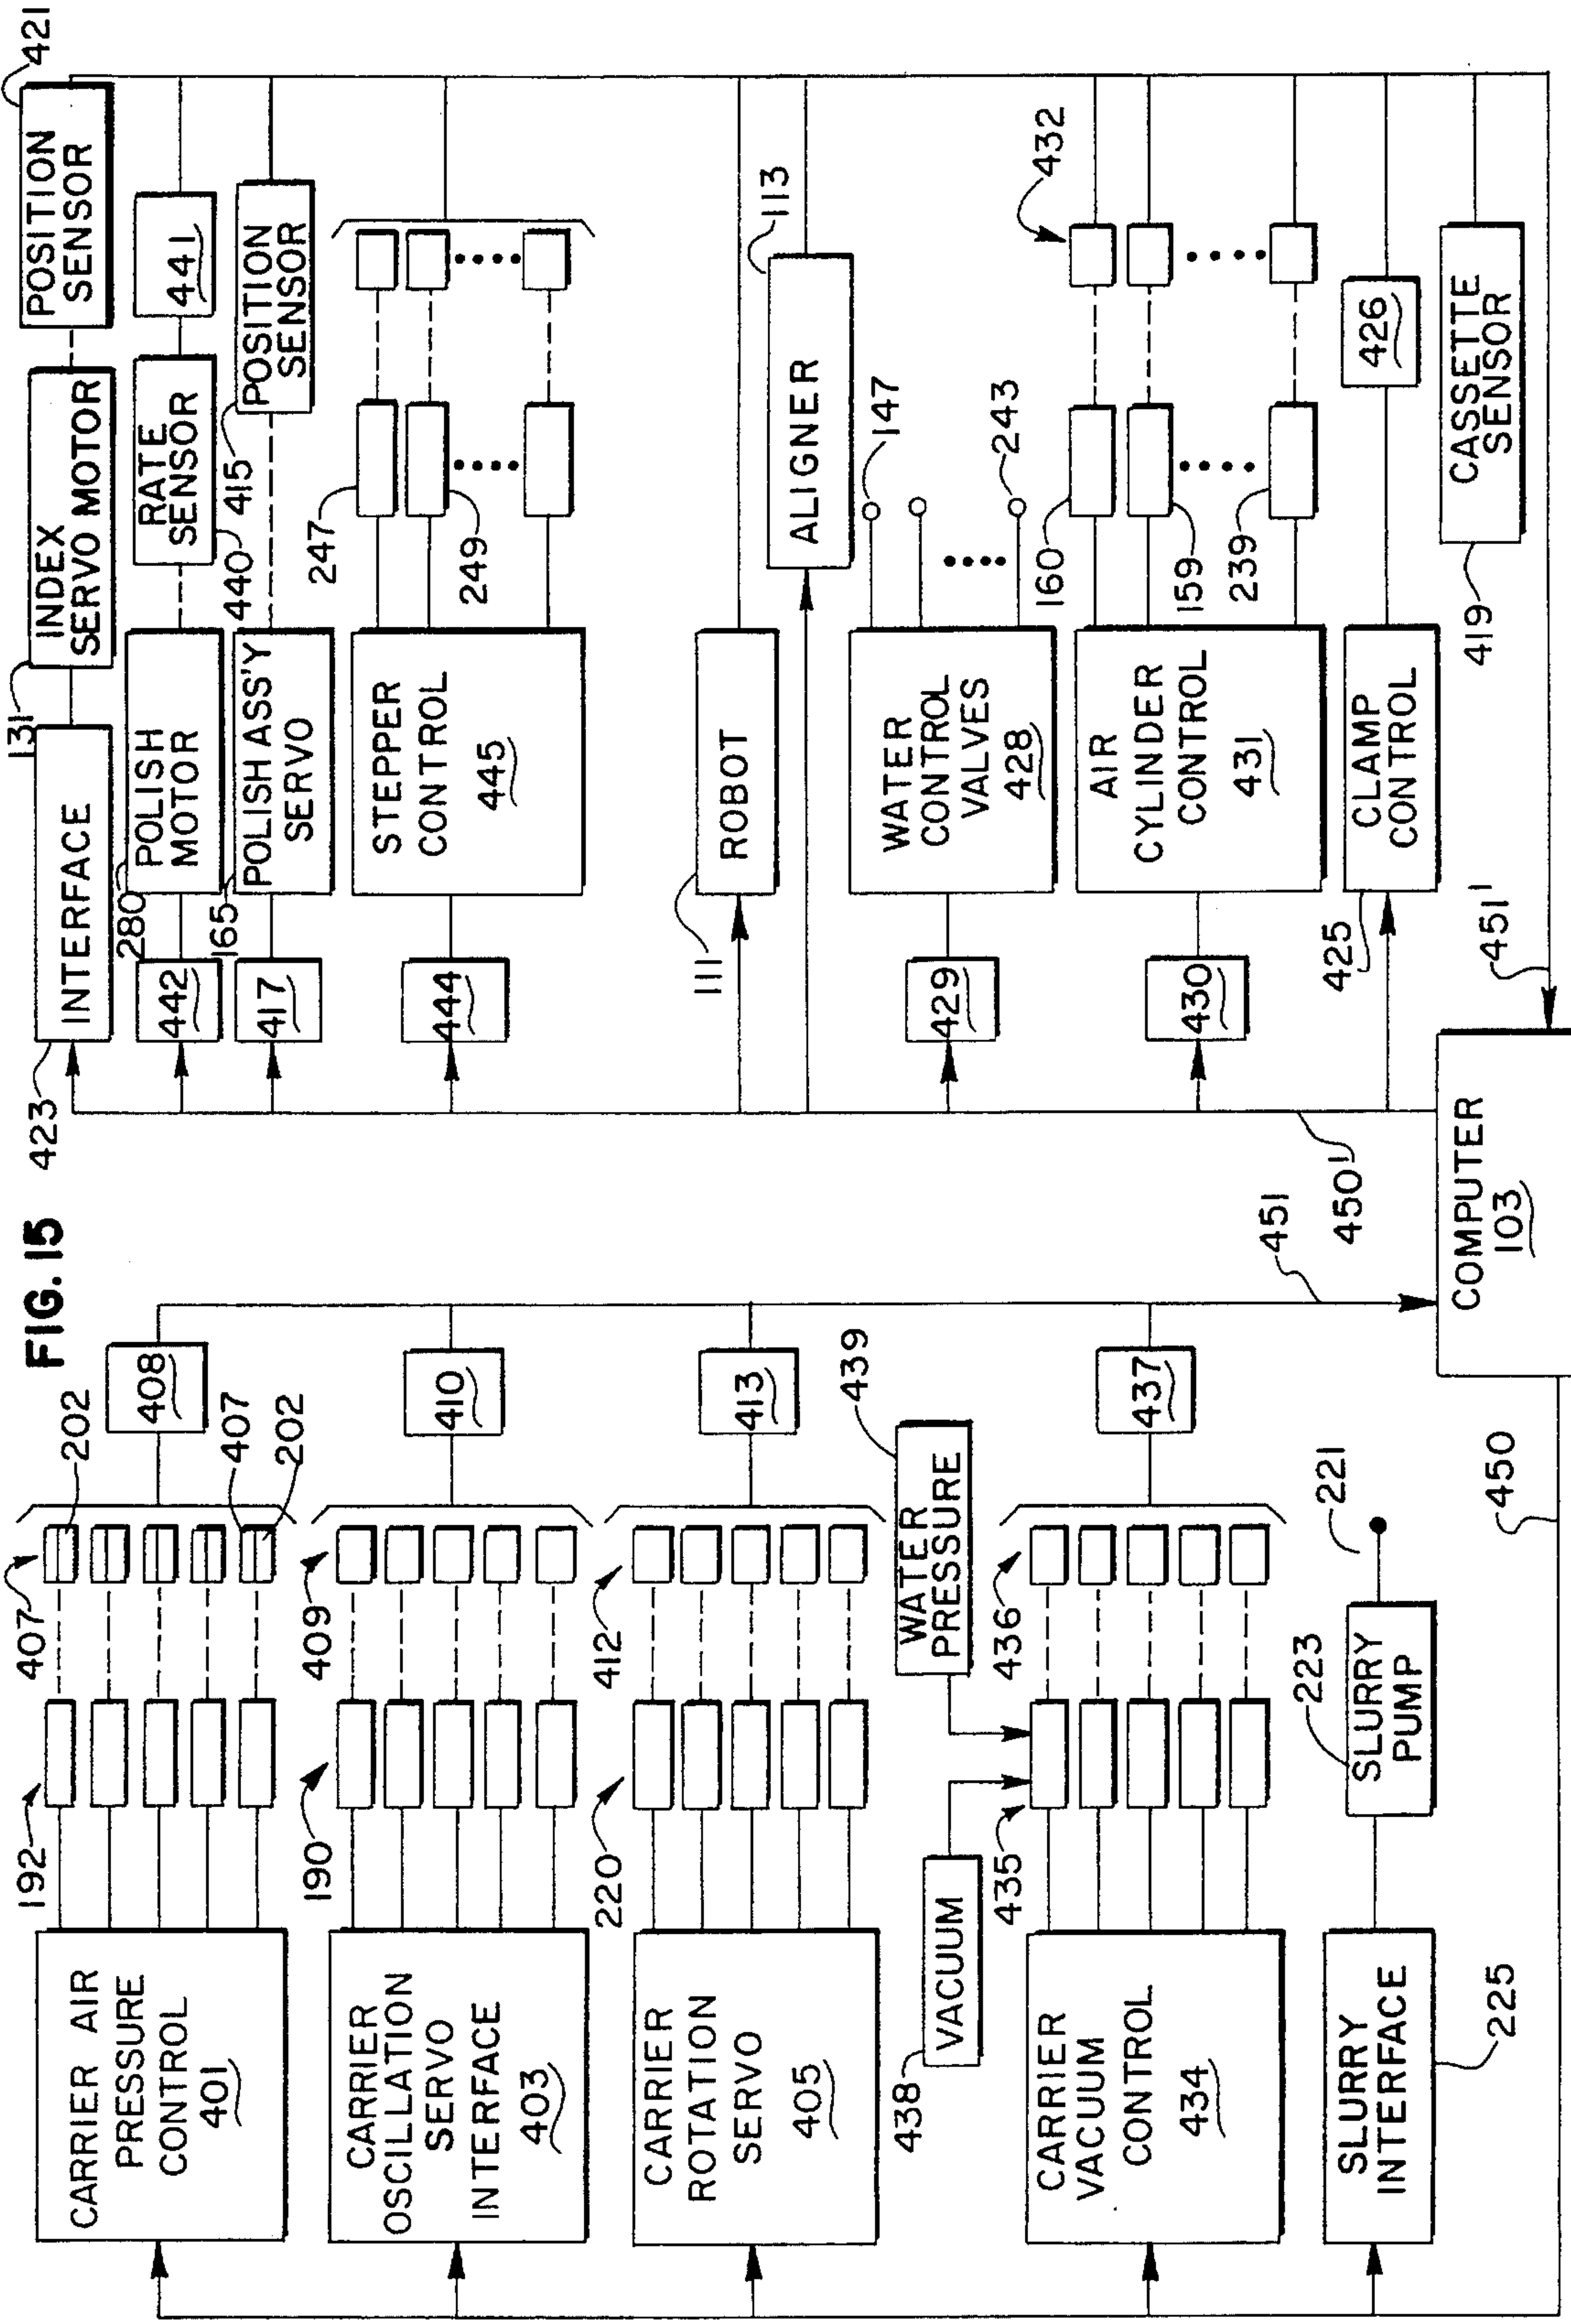 FIG. 15
192
407
202
408
CARRIER AIR
PRESSURE
CONTROL
401
407
202
190
409
410
CARRIER
OSCILLATION
SERVO
INTERFACE
403
220
412
413
CARRIER
ROTATION
SERVO
405
439
WATER
PRESSURE
438
VACUUM
435
436
437
CARRIER
VACUUM
CONTROL
434
SLURRY
INTERFACE
225
223
SLURRY
PUMP
221
450
451
COMPUTER
103
450'
451'
423
INTERFACE
131
INDEX
SERVO MOTOR
POSITION
SENSOR
421
442
280
POLISH
MOTOR
440
RATE
SENSOR
441
417
165
POLISH ASS'Y
SERVO
415
POSITION
SENSOR
444
STEPPER
CONTROL
445
247
249
111
ROBOT
ALIGNER
113
429
WATER
CONTROL
VALVES
428
147
243
430
AIR
CYLINDER
CONTROL
431
160
159
239
432
425
CLAMP
CONTROL
426
419
CASSETTE
SENSOR